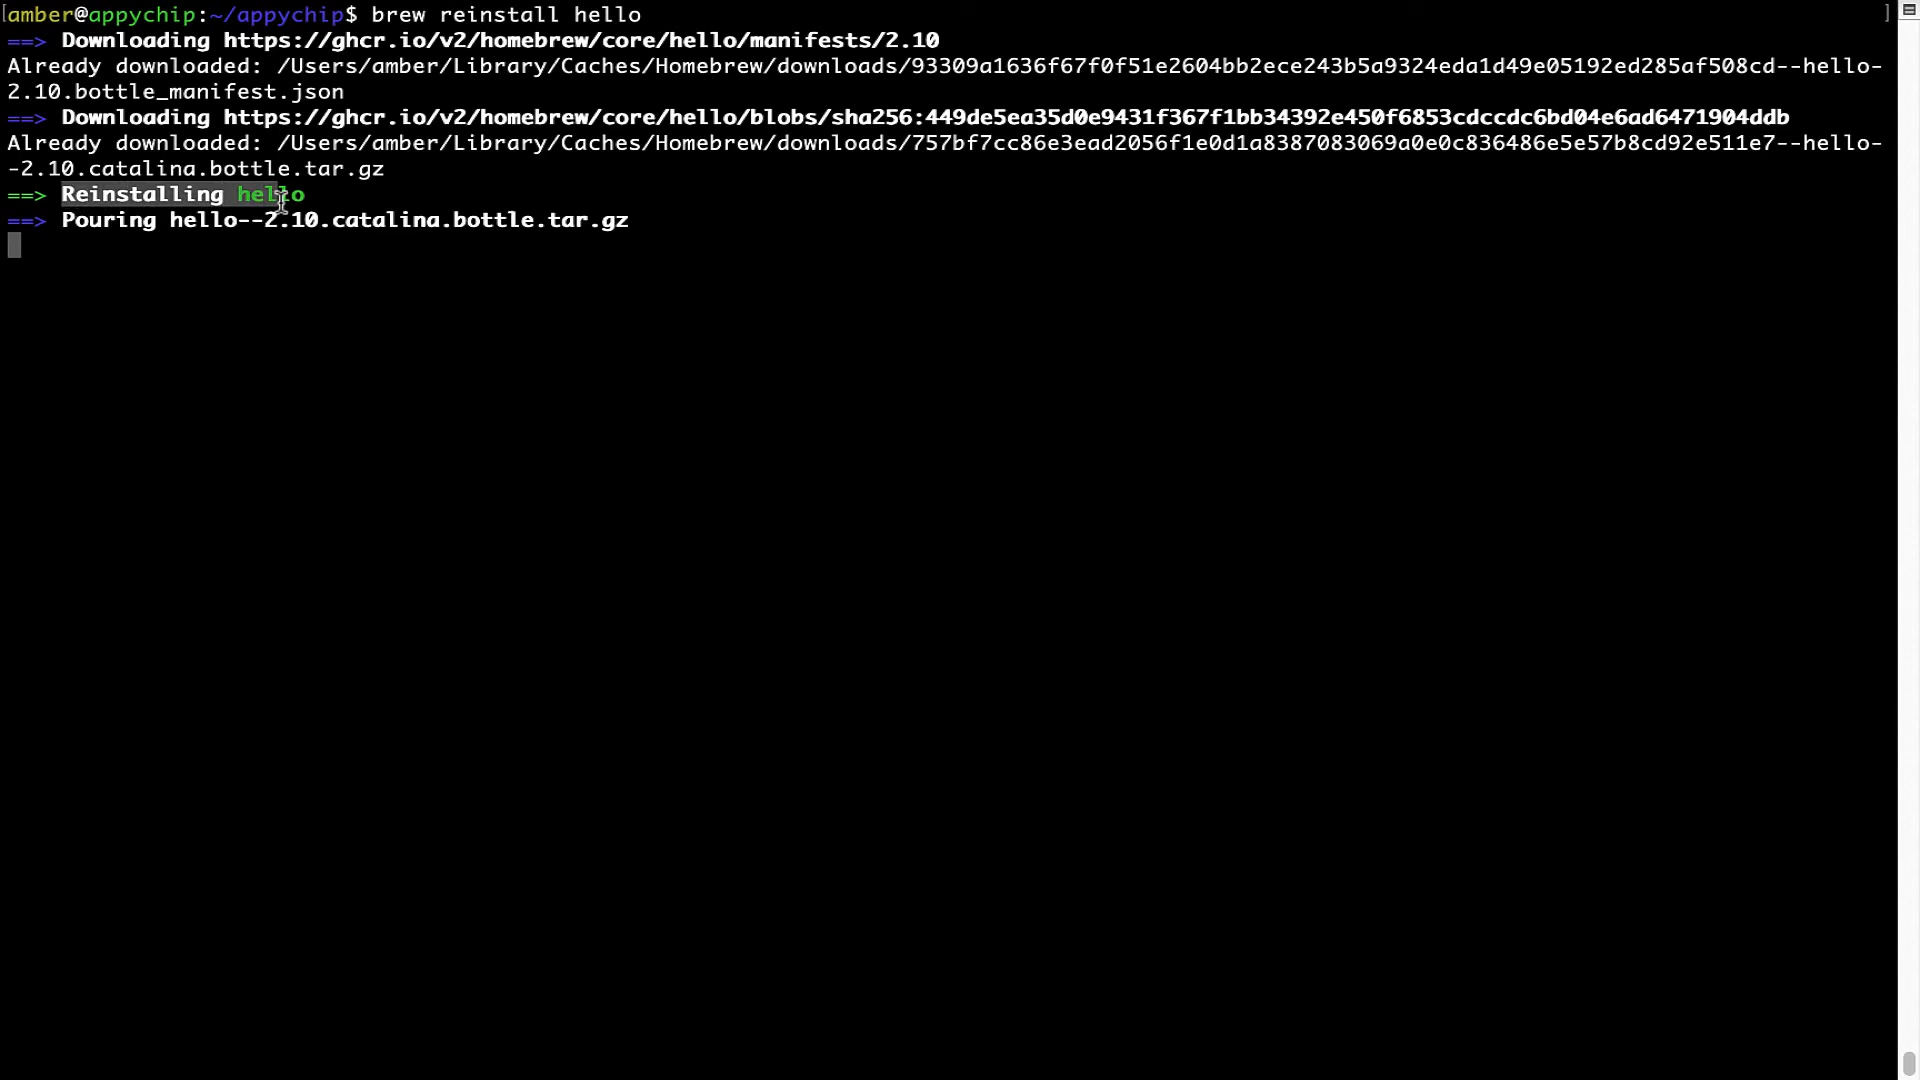 [amber@appychip:~/appychip$ brew reinstall hello ]
==> Downloading https://ghcr.io/v2/homebrew/core/hello/manifests/2.10
Already downloaded: /Users/amber/Library/Caches/Homebrew/downloads/93309a1636f67f0f51e2604bb2ece243b5a9324eda1d49e05192ed285af508cd--hello-
2.10.bottle_manifest.json
==> Downloading https://ghcr.io/v2/homebrew/core/hello/blobs/sha256:449de5ea35d0e9431f367f1bb34392e450f6853cdccdc6bd04e6ad6471904ddb
Already downloaded: /Users/amber/Library/Caches/Homebrew/downloads/757bf7cc86e3ead2056f1e0d1a8387083069a0e0c836486e5e57b8cd92e511e7--hello-
-2.10.catalina.bottle.tar.gz
==> Reinstalling hello
==> Pouring hello--2.10.catalina.bottle.tar.gz